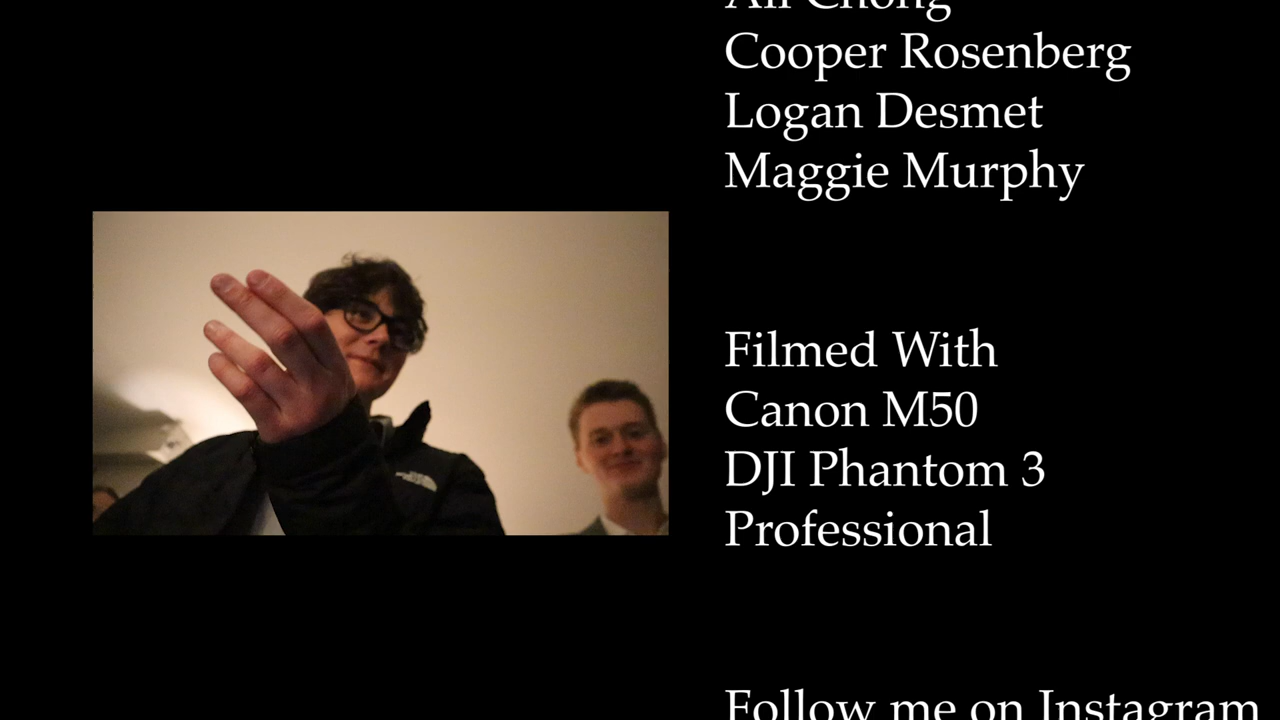 Cooper Rosenberg
Logan Desmet
Maggie Murphy
Filmed With
Canon M50
DJI Phantom 3
Professional
Follow me on Instagram